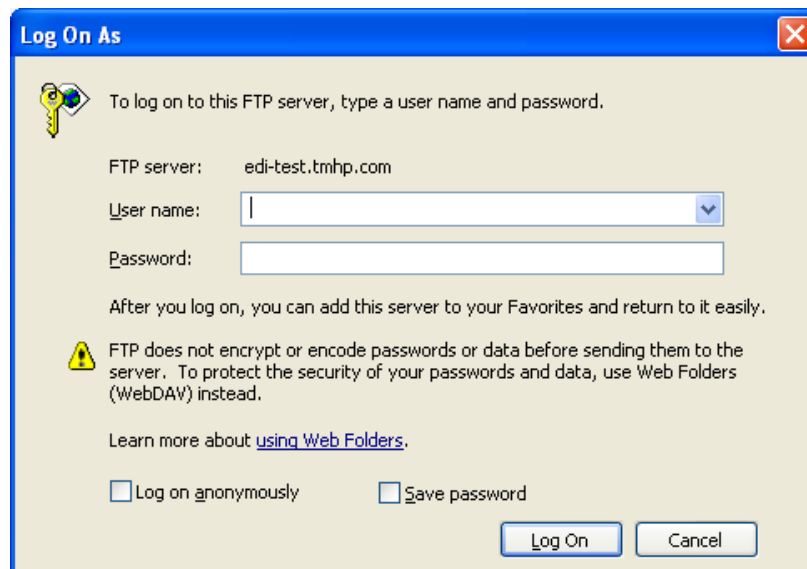 Log On As
To log on to this FTP server, type a user name and password.
FTP server: edi-test.tmhp.com
User name:
Password:
After you log on, you can add this server to your Favorites and return to it easily.
FTP does not encrypt or encode passwords or data before sending them to the
server. To protect the security of your passwords and data, use Web Folders
(WebDAV) instead.
Learn more about using Web Folders.
Log on anonymously Save password
Log On Cancel